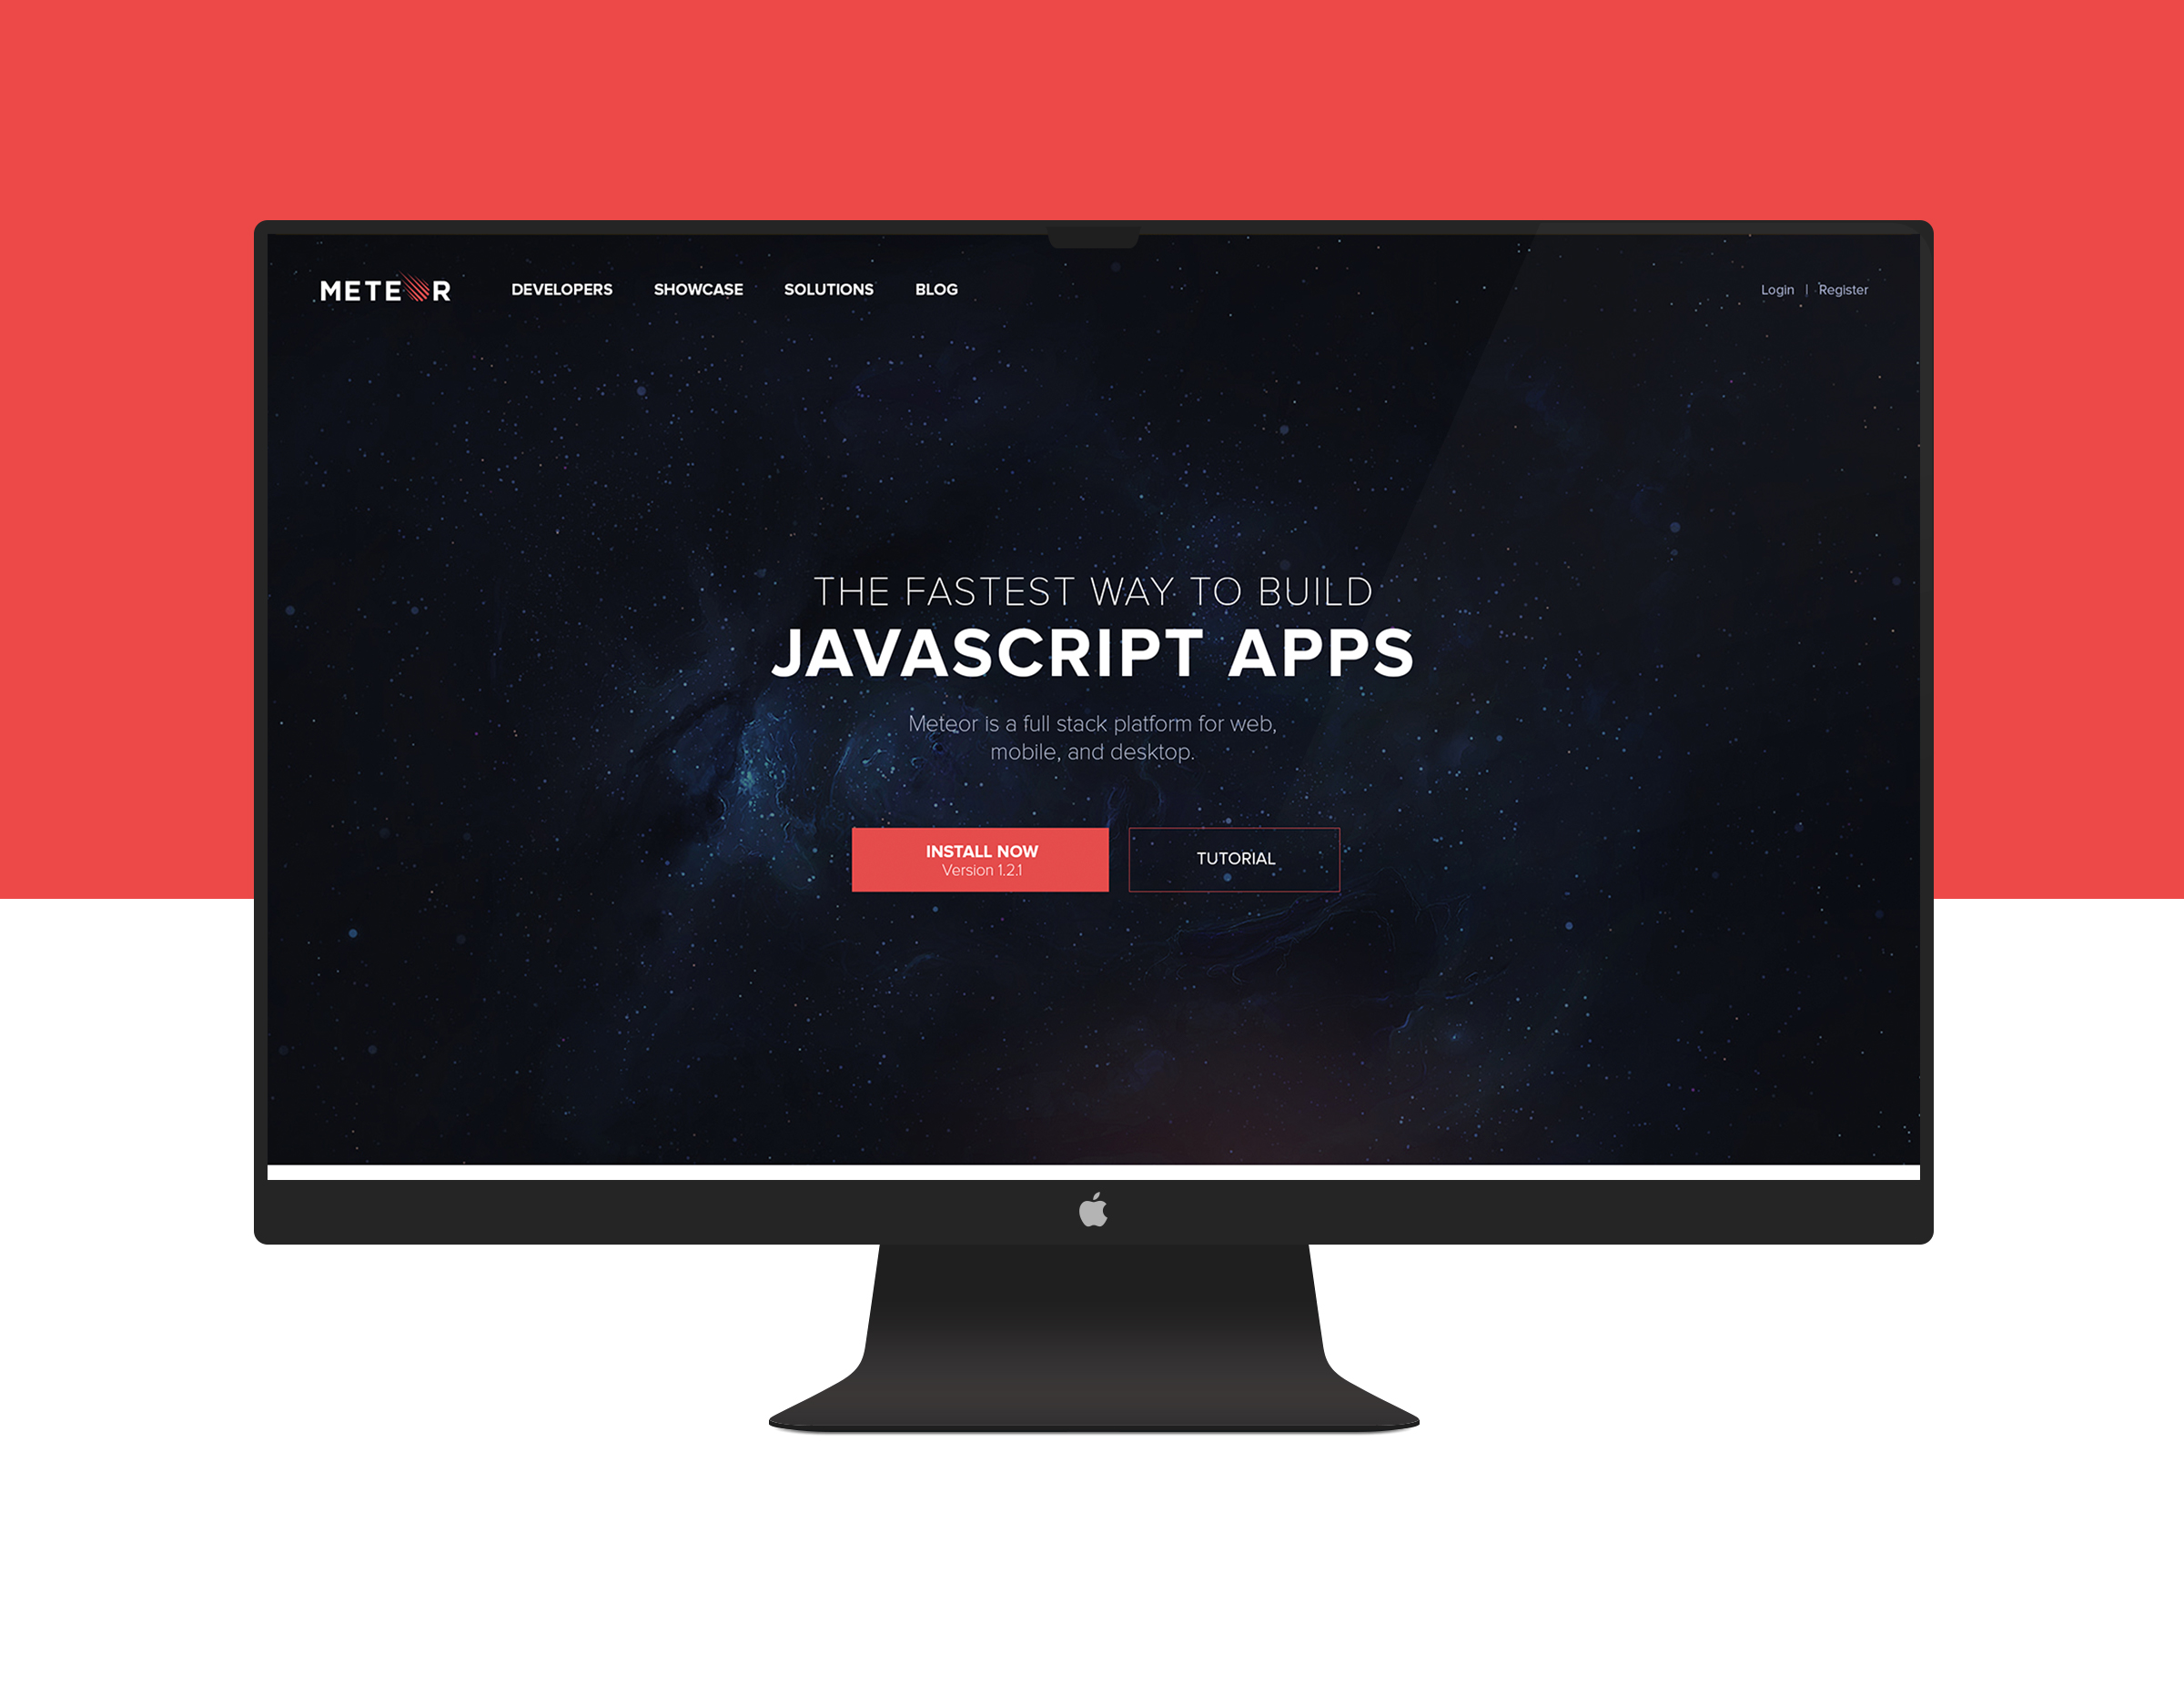 METEOR
DEVELOPERS SHOWCASE SOLUTIONS BLOG
Login | Register
THE FASTEST WAY TO BUILD
JAVASCRIPT APPS
Meteor is a full stack platform for web,
mobile, and desktop.
INSTALL NOW
Version 1.2.1
TUTORIAL